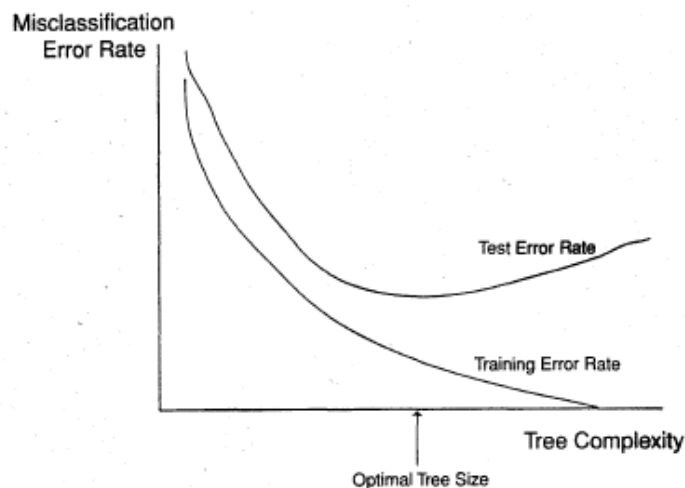 Misclassification
Error Rate
Test Error Rate
Training Error Rate
Tree Complexity
Optimal Tree Size